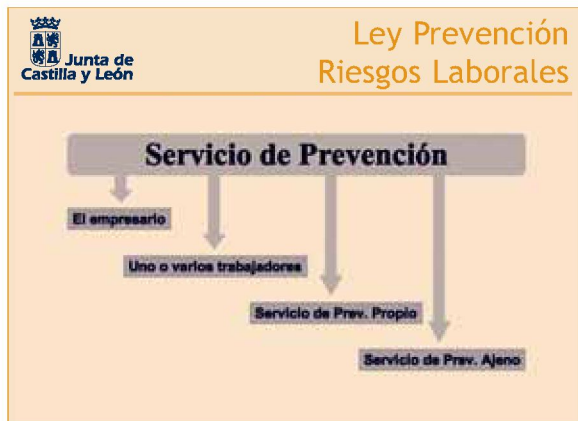 Junta de
Castilla y León
Ley Prevención
Riesgos Laborales
Servicio de Prevención
El empresario
Uno o varios trabajadores
Servicio de Prev. Propio
Servicio de Prev. Ajeno